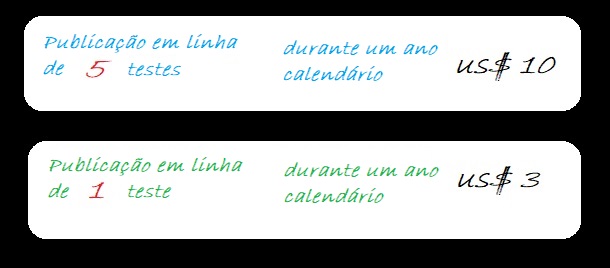 Publicação em linha
de 5 testes
durante um ano
calendário
US$ 10
Publicação em linha
de 1 teste
durante um ano
calendário
US$ 3